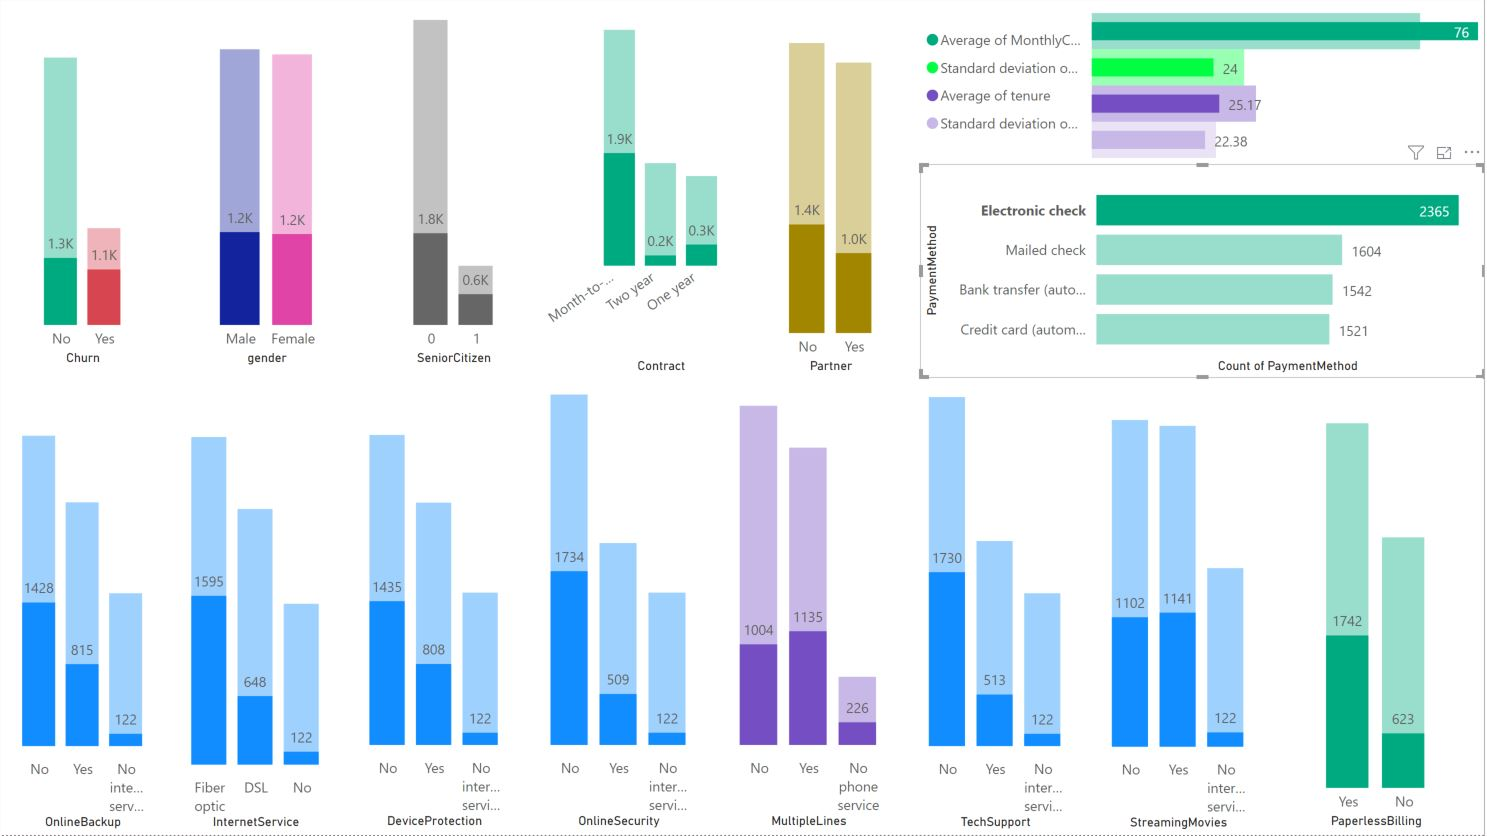 1.3K
1.1K
No Yes
Churn
1.2K
1.2K
Male Female
gender
1.8K
0.6K
0 1
SeniorCitizen
1.9K
0.2K
0.3K
Month-to-...
Two year
One year
Contract
1.4K
1.0K
No Yes
Partner
Average of MonthlyC...
Standard deviation o...
Average of tenure
Standard deviation o...
76
24
25.17
22.38
PaymentMethod
Electronic check 2365
Mailed check 1604
Bank transfer (auto... 1542
Credit card (autom... 1521
Count of PaymentMethod
1428
815
122
No Yes No
inte...
serv...
OnlineBackup
1595
648
122
Fiber
optic
DSL
No
InternetService
1435
808
122
No Yes No
inter...
servi...
DeviceProtection
1734
509
122
No Yes No
inter...
servi...
OnlineSecurity
1004
1135
226
No Yes No
phone
service
MultipleLines
1730
513
122
No Yes No
inter...
servi...
TechSupport
1102
1141
122
No Yes No
inter...
servi...
StreamingMovies
1742
623
Yes No
PaperlessBilling